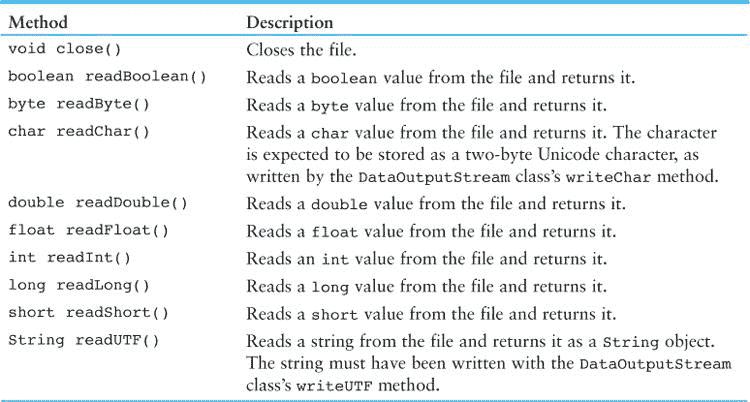 Method Description
void close() Closes the file.
boolean readBoolean() Reads a boolean value from the file and returns it.
byte readByte() Reads a byte value from the file and returns it.
char readChar() Reads a char value from the file and returns it. The character
is expected to be stored as a two-byte Unicode character, as
written by the DataOutputStream class's writeChar method.
double readDouble() Reads a double value from the file and returns it.
float readFloat() Reads a float value from the file and returns it.
int readInt() Reads an int value from the file and returns it.
long readLong() Reads a long value from the file and returns it.
short readShort() Reads a short value from the file and returns it.
String readUTF() Reads a string from the file and returns it as a String object.
The string must have been written with the DataOutputStream
class's writeUTF method.